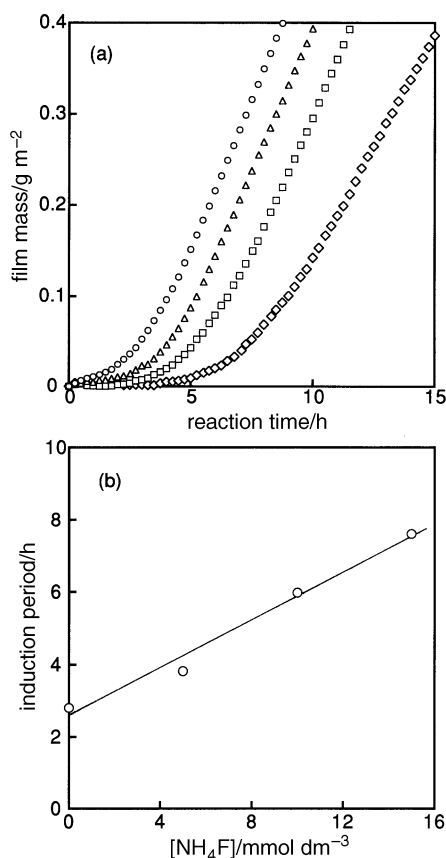 (a)
0.4
0.3
0.2
0.1
0
film mass/g m⁻²
0 5 10 15
reaction time/h
(b)
10
8
6
4
2
0
induction period/h
0 4 8 12 16
[NH₄F]/mmol dm⁻³